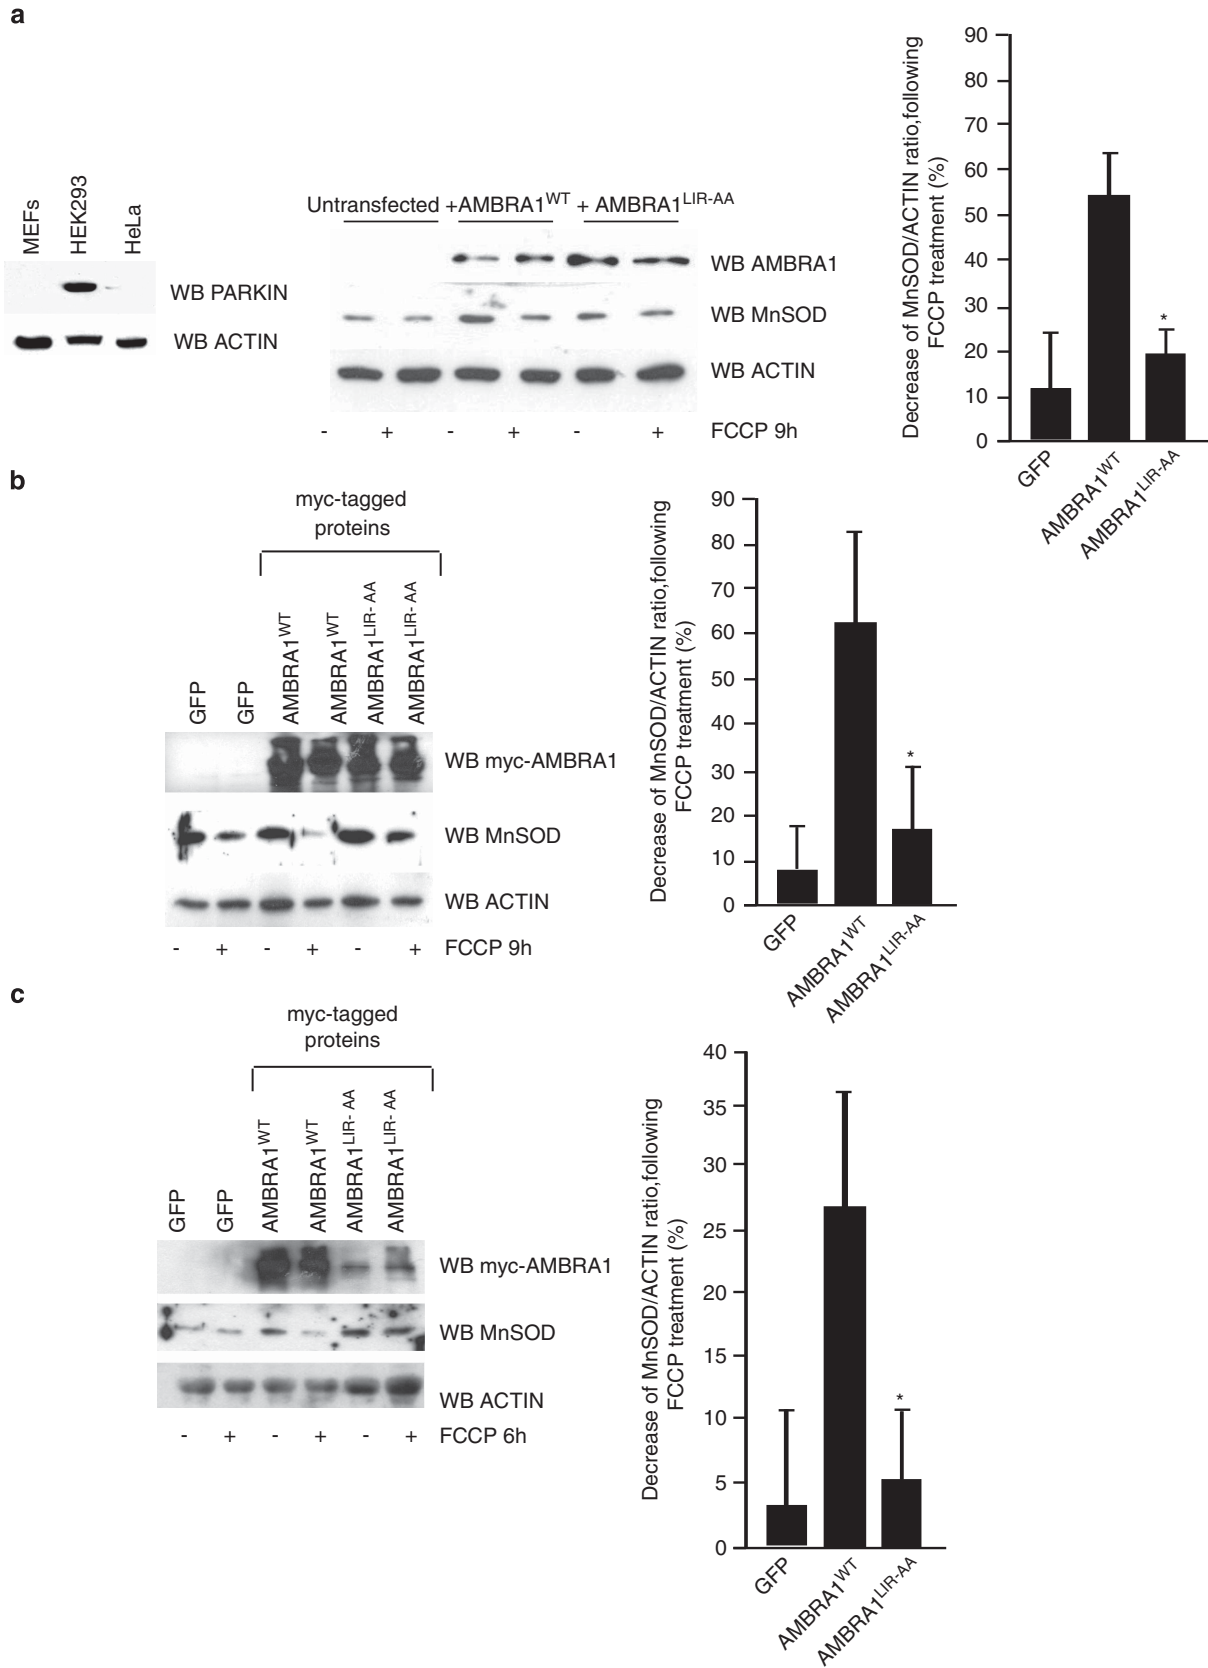 a
MEFs
HEK293
HeLa
WB PARKIN
WB ACTIN
Untransfected +AMBRA1WT + AMBRA1LIR-AA
WB AMBRA1
WB MnSOD
WB ACTIN
- + - + - + FCCP 9h
Decrease of MnSOD/ACTIN ratio,following
FCCP treatment (%)
90
80
70
60
50
40
30
20
10
0
*
GFP
AMBRA1WT
AMBRA1LIR-AA
b
myc-tagged
proteins
GFP
GFP
AMBRA1WT
AMBRA1WT
AMBRA1LIR- AA
AMBRA1LIR- AA
WB myc-AMBRA1
WB MnSOD
WB ACTIN
- + - + - + FCCP 9h
Decrease of MnSOD/ACTIN ratio,following
FCCP treatment (%)
90
80
70
60
50
40
30
20
10
0
*
GFP
AMBRA1WT
AMBRA1LIR-AA
c
myc-tagged
proteins
GFP
GFP
AMBRA1WT
AMBRA1WT
AMBRA1LIR- AA
AMBRA1LIR- AA
WB myc-AMBRA1
WB MnSOD
WB ACTIN
- + - + - + FCCP 6h
Decrease of MnSOD/ACTIN ratio,following
FCCP treatment (%)
40
35
30
25
20
15
10
5
0
*
GFP
AMBRA1WT
AMBRA1LIR-AA